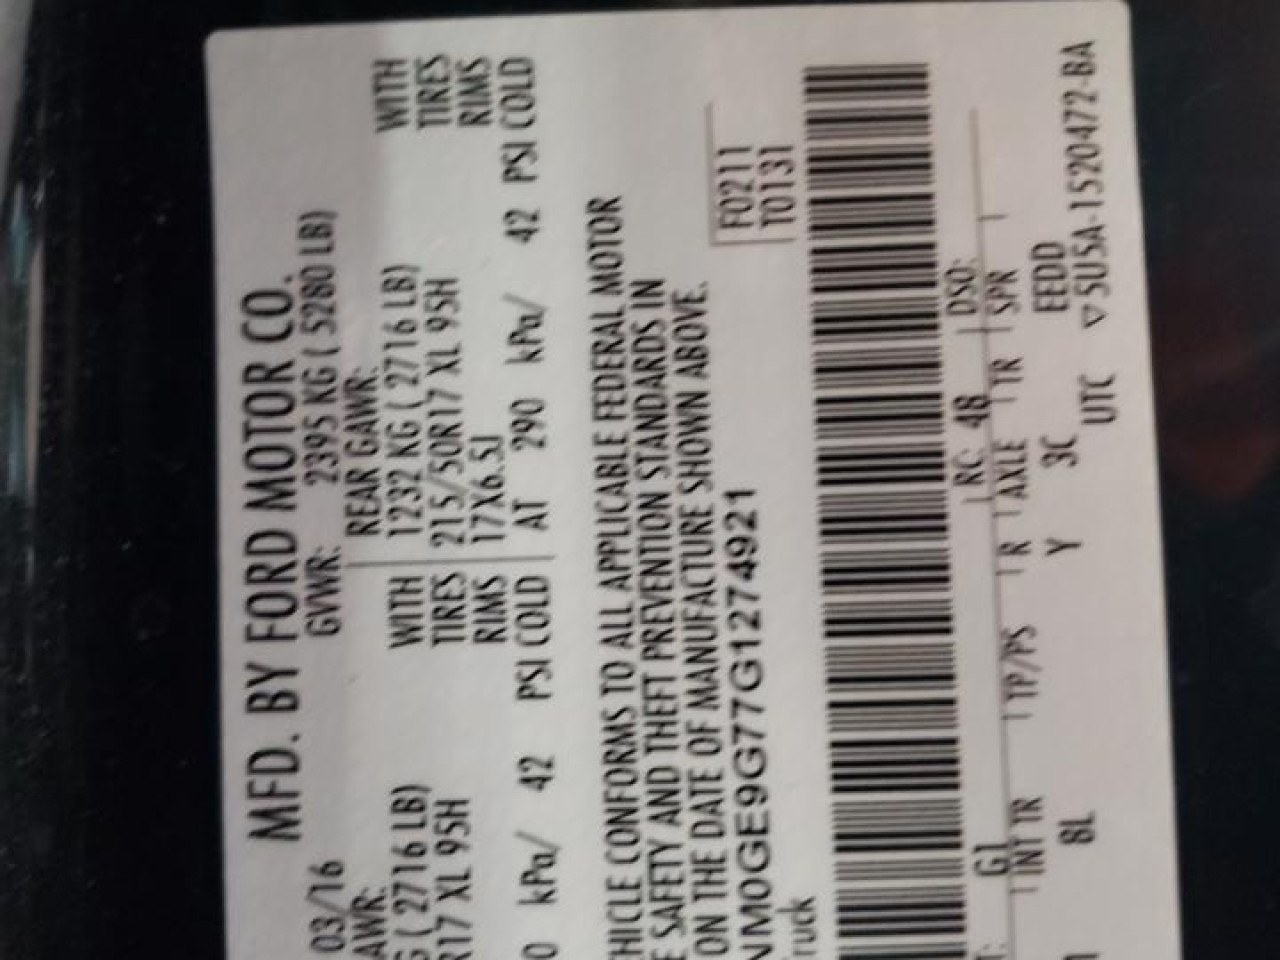 MFD. BY FORD MOTOR CO.
03/16 GVWR: 2395 KG ( 5280 LB)
AWR: REAR GAWR:
G ( 2716 LB) WITH 1232 KG ( 2716 LB) WITH
R17 XL 95H TIRES 215/50R17 XL 95H TIRES
RIMS 17X6.5J RIMS
0 kPa/ 42 PSI COLD AT 290 kPa/ 42 PSI COLD
HICLE CONFORMS TO ALL APPLICABLE FEDERAL MOTOR
E SAFETY AND THEFT PREVENTION STANDARDS IN
ON THE DATE OF MANUFACTURE SHOWN ABOVE.
F0211
NM0GE9G77G1274921 T0131
ruck
T: G1 RC: 48 DSO:
INT TR TP/PS R AXLE TR SPR
8L Y 3C EEDD
UTC ▽5U5A-1520472-BA